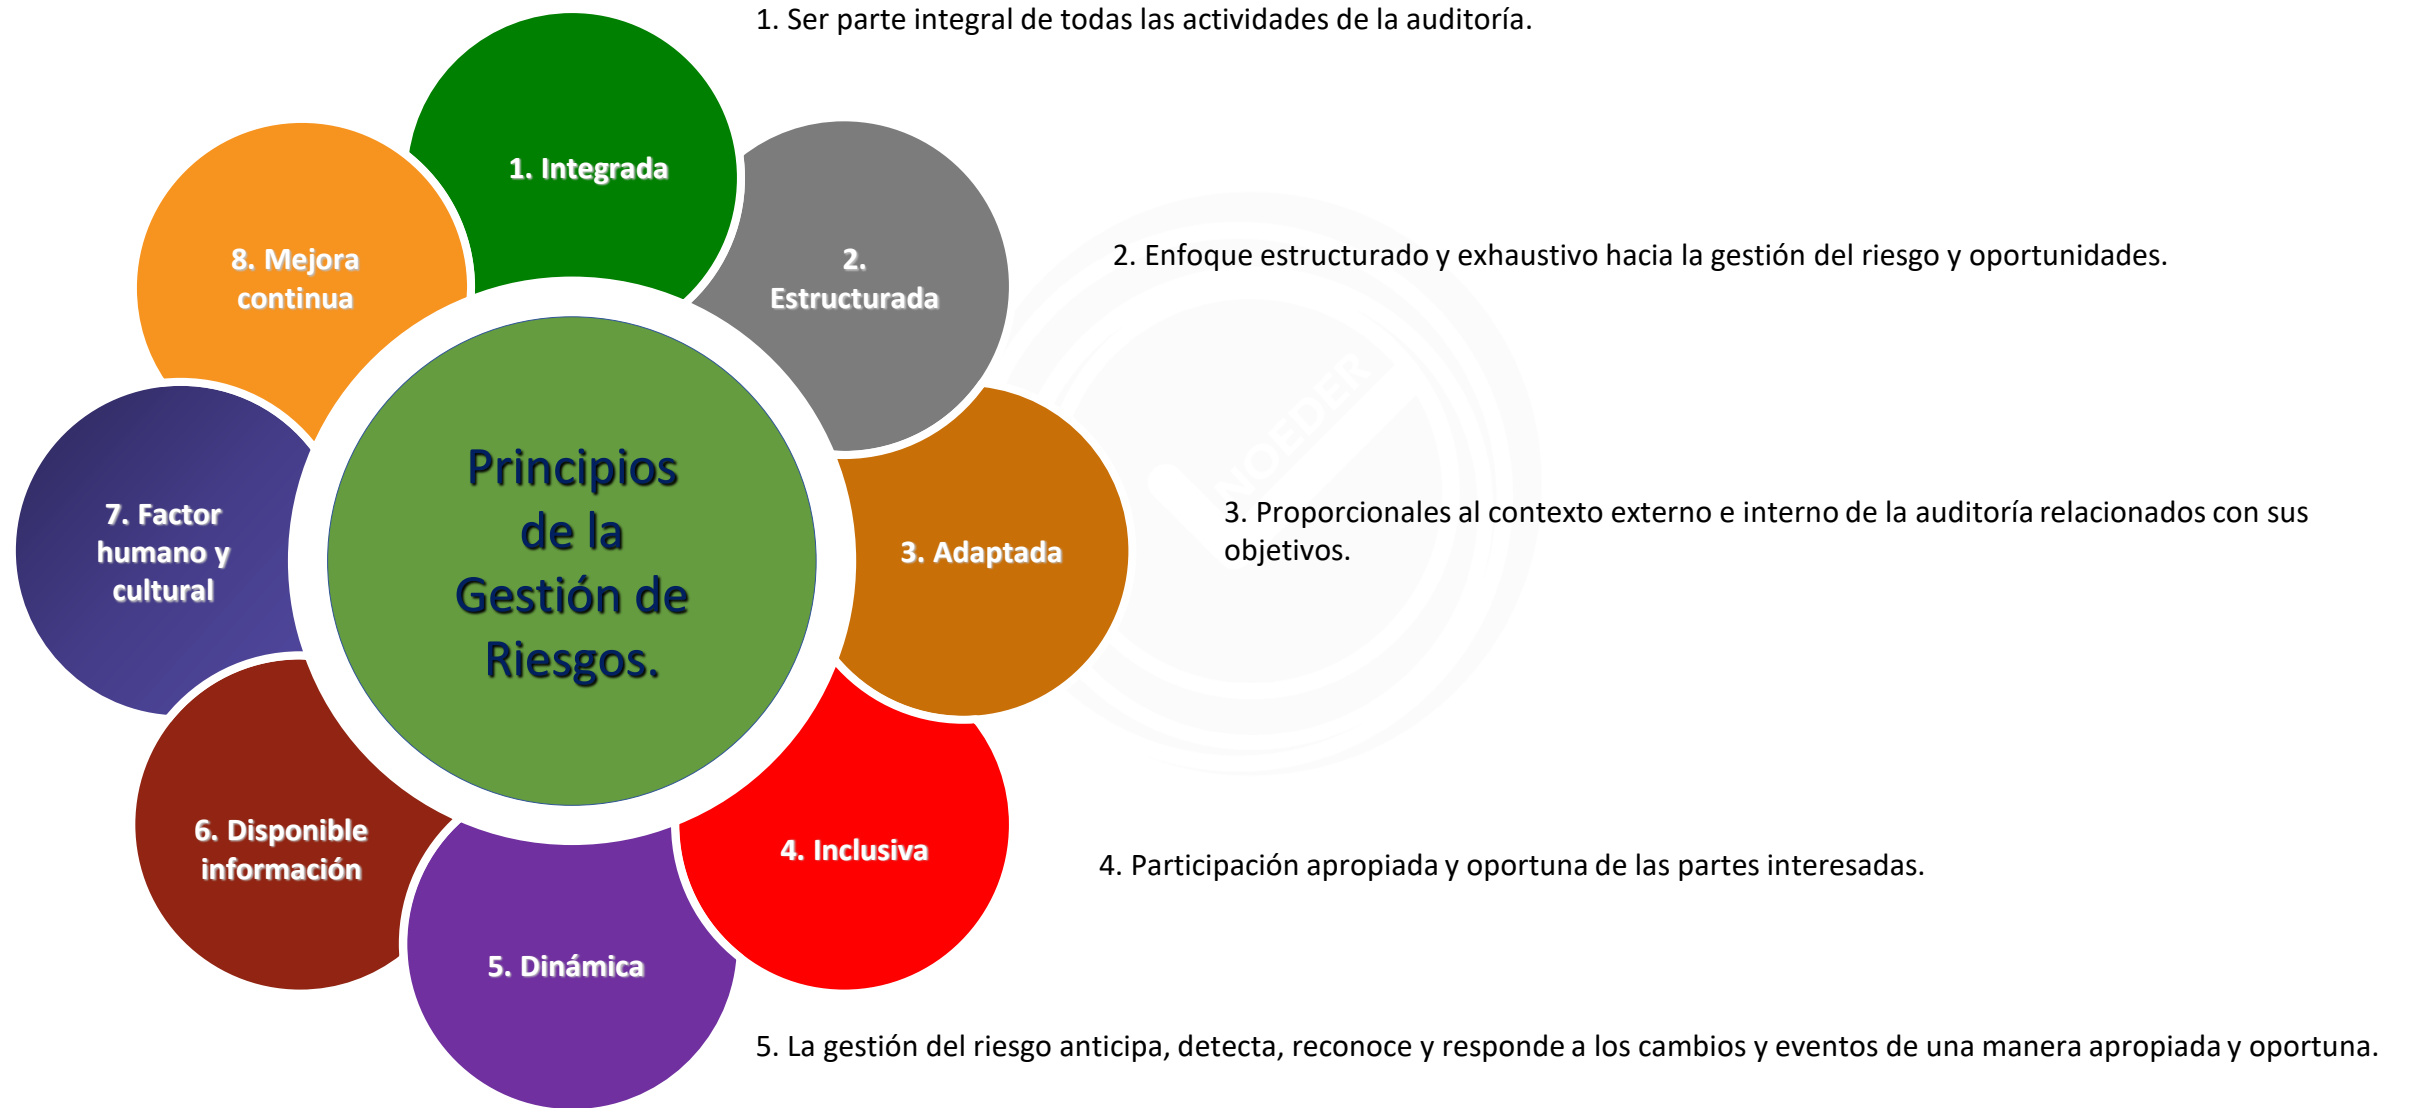 1. Ser parte integral de todas las actividades de la auditoría.
1. Integrada
2.
Estructurada
2. Enfoque estructurado y exhaustivo hacia la gestión del riesgo y oportunidades.
3. Adaptada
3. Proporcionales al contexto externo e interno de la auditoría relacionados con sus
objetivos.
4. Inclusiva
4. Participación apropiada y oportuna de las partes interesadas.
5. Dinámica
5. La gestión del riesgo anticipa, detecta, reconoce y responde a los cambios y eventos de una manera apropiada y oportuna.
6. Disponible
información
7. Factor
humano y
cultural
8. Mejora
continua
Principios
de la
Gestión de
Riesgos.
NOEDER